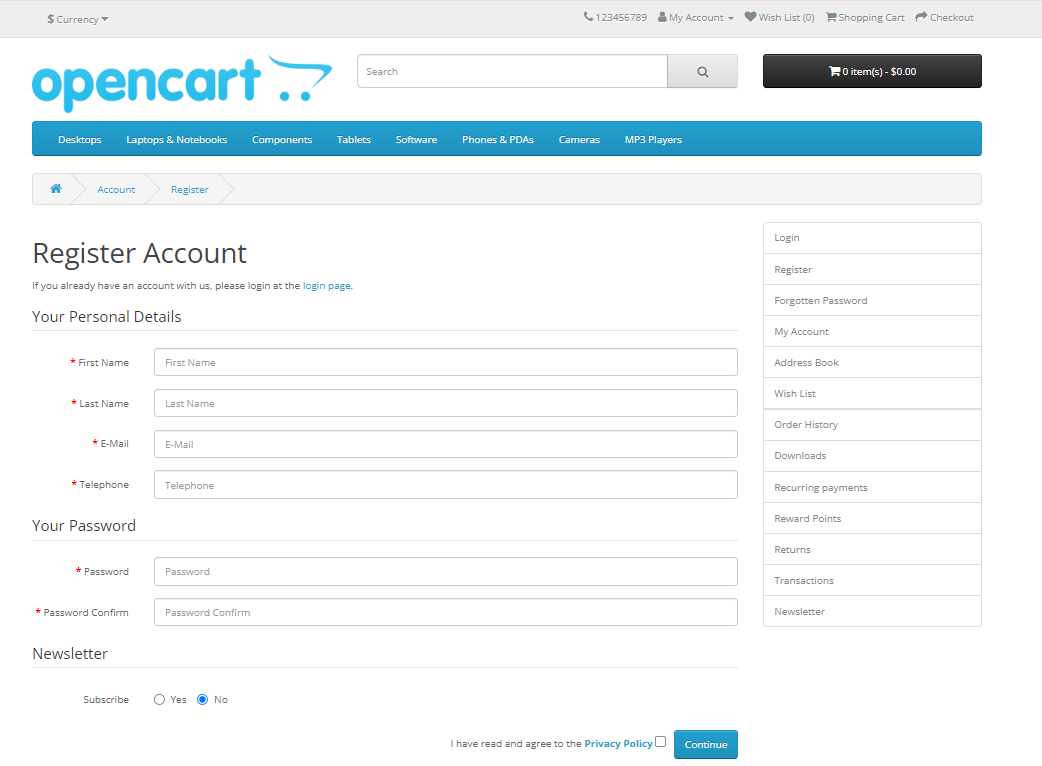 $ Currency 123456789 My Account Wish List (0) Shopping Cart Checkout
opencart
Search
0 item(s) - $0.00
Desktops Laptops & Notebooks Components Tablets Software Phones & PDAs Cameras MP3 Players
Account Register
Register Account
If you already have an account with us, please login at the login page.
Your Personal Details
* First Name First Name
* Last Name Last Name
* E-Mail E-Mail
* Telephone Telephone
Your Password
* Password Password
* Password Confirm Password Confirm
Newsletter
Subscribe Yes No
I have read and agree to the Privacy Policy Continue
Login
Register
Forgotten Password
My Account
Address Book
Wish List
Order History
Downloads
Recurring payments
Reward Points
Returns
Transactions
Newsletter